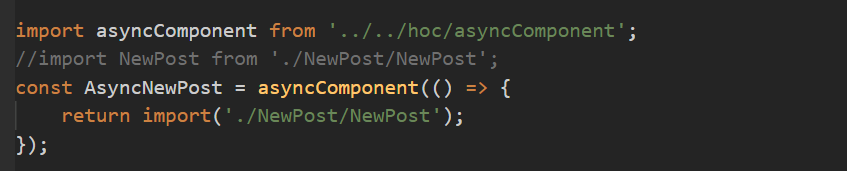 import asyncComponent from '../../hoc/asyncComponent';
//import NewPost from './NewPost/NewPost';
const AsyncNewPost = asyncComponent(() => {
    return import('./NewPost/NewPost');
});